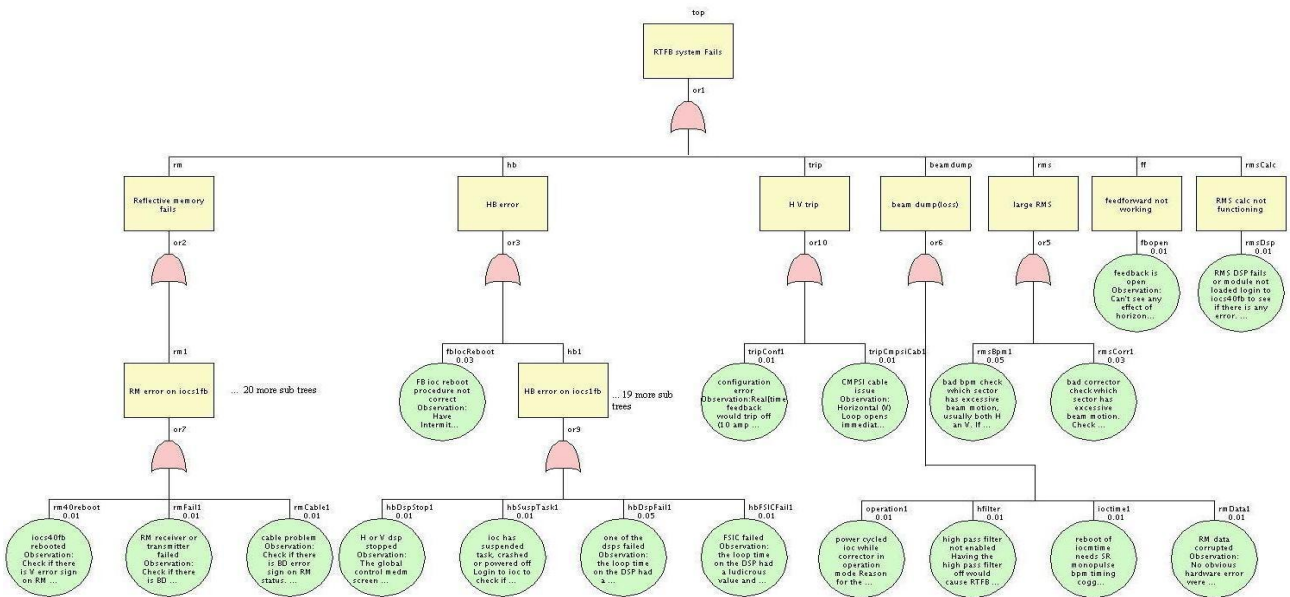 top
RTFB system Fails
or1
rm
hb
trip
beamdump
rms
ff
rmsCalc
Reflective memory
fails
HB error
H V trip
beam dump(loss)
large RMS
feedforward not
working
RMS calc not
functioning
or2
or3
or10
or6
or5
fbopen
0.01
rmsDsp
0.01
feedback is
open
Observation:
Can't see any
effect of
horizon...
RMS DSP fails
or module not
loaded login to
iocs40fb to see
if there is any
error. ...
rm1
RM error on iocs1fb
... 20 more sub trees
fbIocReboot
0.03
FB ioc reboot
procedure not
correct
Observation:
Have
Intermit...
hb1
HB error on iocs1fb
... 19 more sub
trees
tripConf1
0.01
configuration
error
Observation:Real[time
feedback
would trip off
(10 amp ...
tripCmpsiCab1
0.01
CMPSI cable
issue
Observation:
Horizontal (V)
Loop opens
immediat...
rmsBpm1
0.05
bad bpm check
which sector
has excessive
beam motion,
usually both H
an V. If ...
rmsCorr1
0.03
bad corrector
check which
sector has
excessive
beam motion.
Check ...
or7
or9
rm40reboot
0.01
iocs40fb
rebooted
Observation:
Check if there
is V error sign
on RM ...
rmFail1
0.01
RM receiver or
transmitter
failed
Observation:
Check if there
is BD ...
rmCable1
0.01
cable problem
Observation:
Check if there
is BD error
sign on RM
status. ...
hbDspStop1
0.01
H or V dsp
stopped
Observation:
The global
control medm
screen ...
hbSuspTask1
0.01
ioc has
suspended
task, crashed
or powered off
Login to ioc to
check if ...
hbDspFail1
0.05
one of the
dsps failed
Observation:
the loop time
on the DSP had
a ...
hbFSICFail1
0.01
FSIC failed
Observation:
the loop time
on the DSP had
a ludicrous
value and ...
operation1
0.01
power cycled
ioc while
corrector in
operation
mode Reason
for the ...
hfilter
0.01
high pass filter
not enabled
Having the
high pass filter
off would
cause RTFB ...
ioctime1
0.01
reboot of
iocmtime
needs SR
monopulse
bpm timing
cogg...
rmData1
0.01
RM data
corrupted
Observation:
No obvious
hardware error
were ...